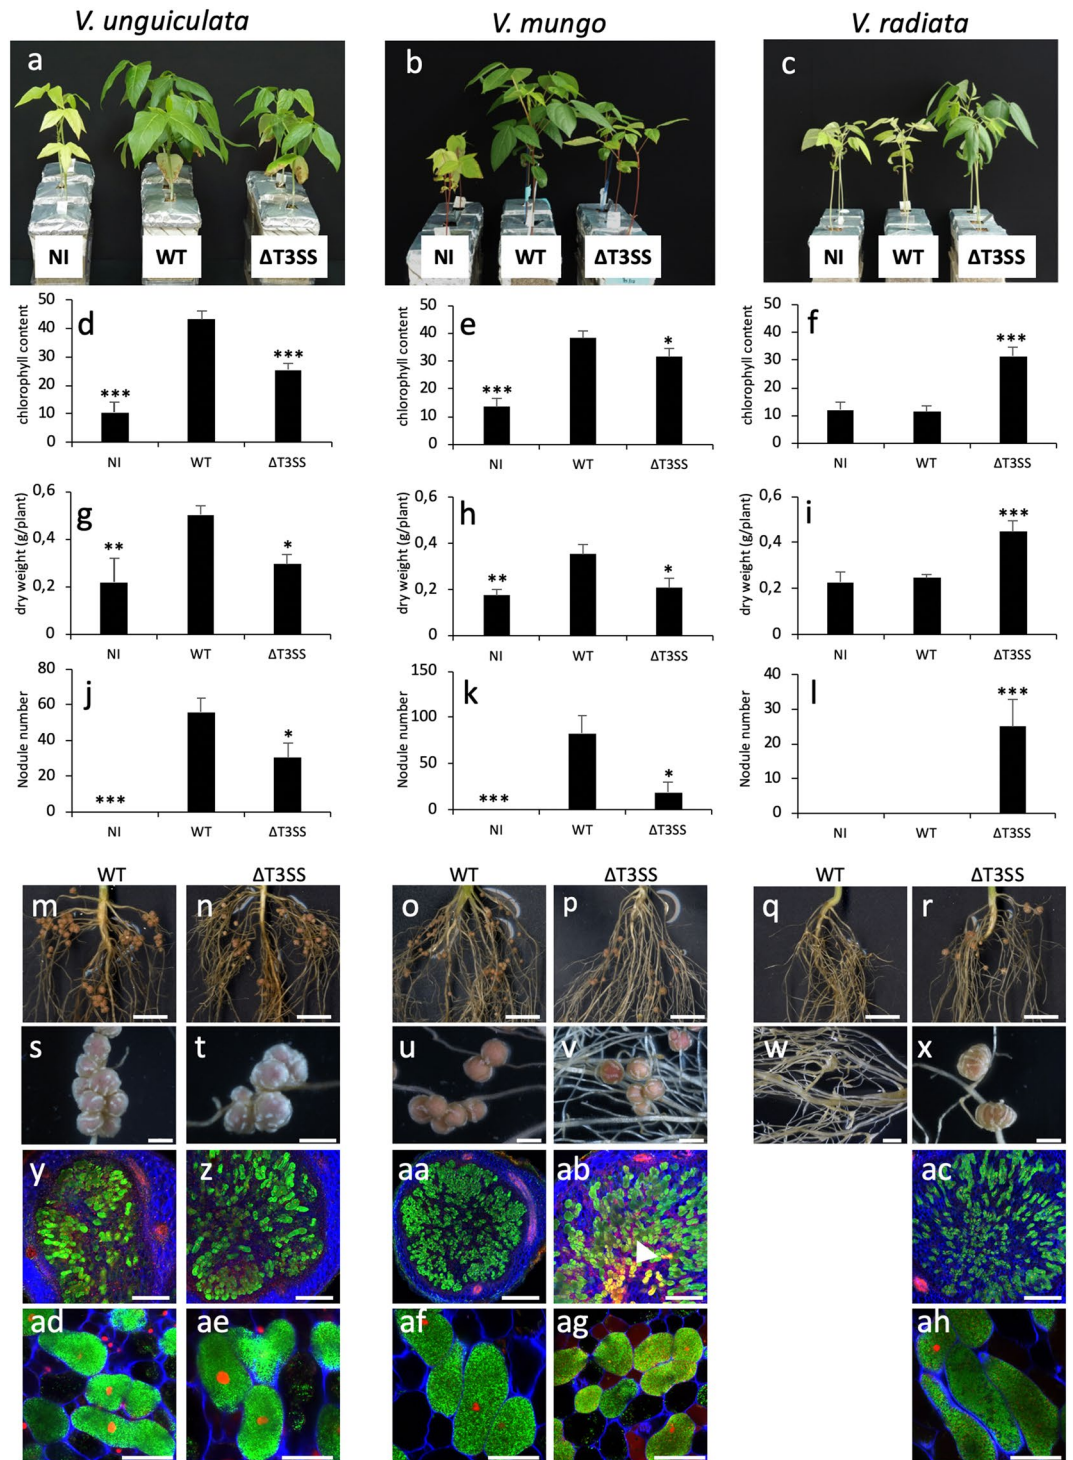 V. unguiculata V. mungo V. radiata
a b c
NI WT ΔT3SS NI WT ΔT3SS NI WT ΔT3SS
d
chlorophyll content
50
40
30
20
10
0
***
***
NI WT ΔT3SS
e
chlorophyll content
50
40
30
20
10
0
***
*
NI WT ΔT3SS
f
chlorophyll content
50
40
30
20
10
0
***
NI WT ΔT3SS
g
dry weight (g/plant)
0,6
0,4
0,2
0
**
*
NI WT ΔT3SS
h
dry weight (g/plant)
0,6
0,4
0,2
0
**
*
NI WT ΔT3SS
i
dry weight (g/plant)
0,6
0,4
0,2
0
***
NI WT ΔT3SS
j
Nodule number
80
60
40
20
0
***
*
NI WT ΔT3SS
k
Nodule number
150
100
50
0
***
*
NI WT ΔT3SS
l
Nodule number
40
30
20
10
0
***
NI WT ΔT3SS
WT ΔT3SS WT ΔT3SS WT ΔT3SS
m n o p q r
s t u v w x
y z aa ab ac
ad ae af ag ah